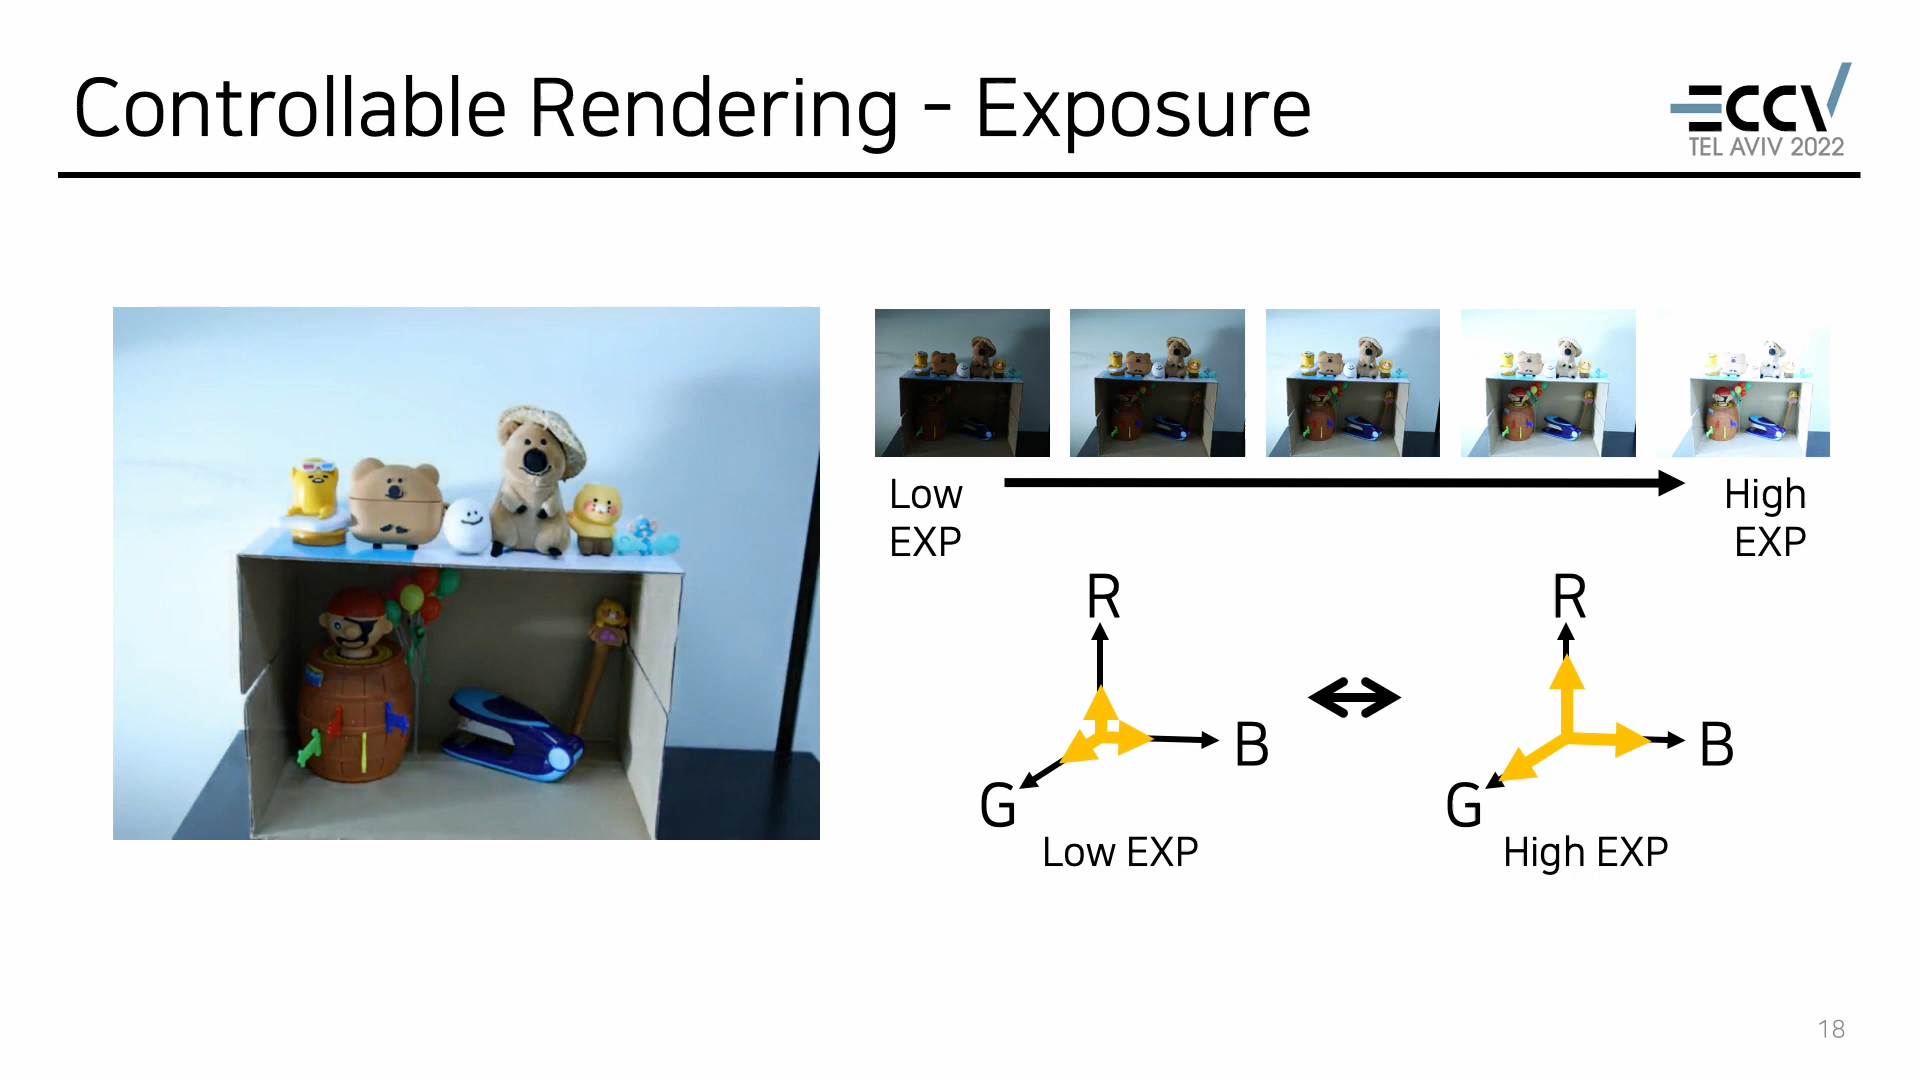 Controllable Rendering - Exposure
ECCV
TEL AVIV 2022
Low
EXP
High
EXP
R
B
G
Low EXP
R
B
G
High EXP
18